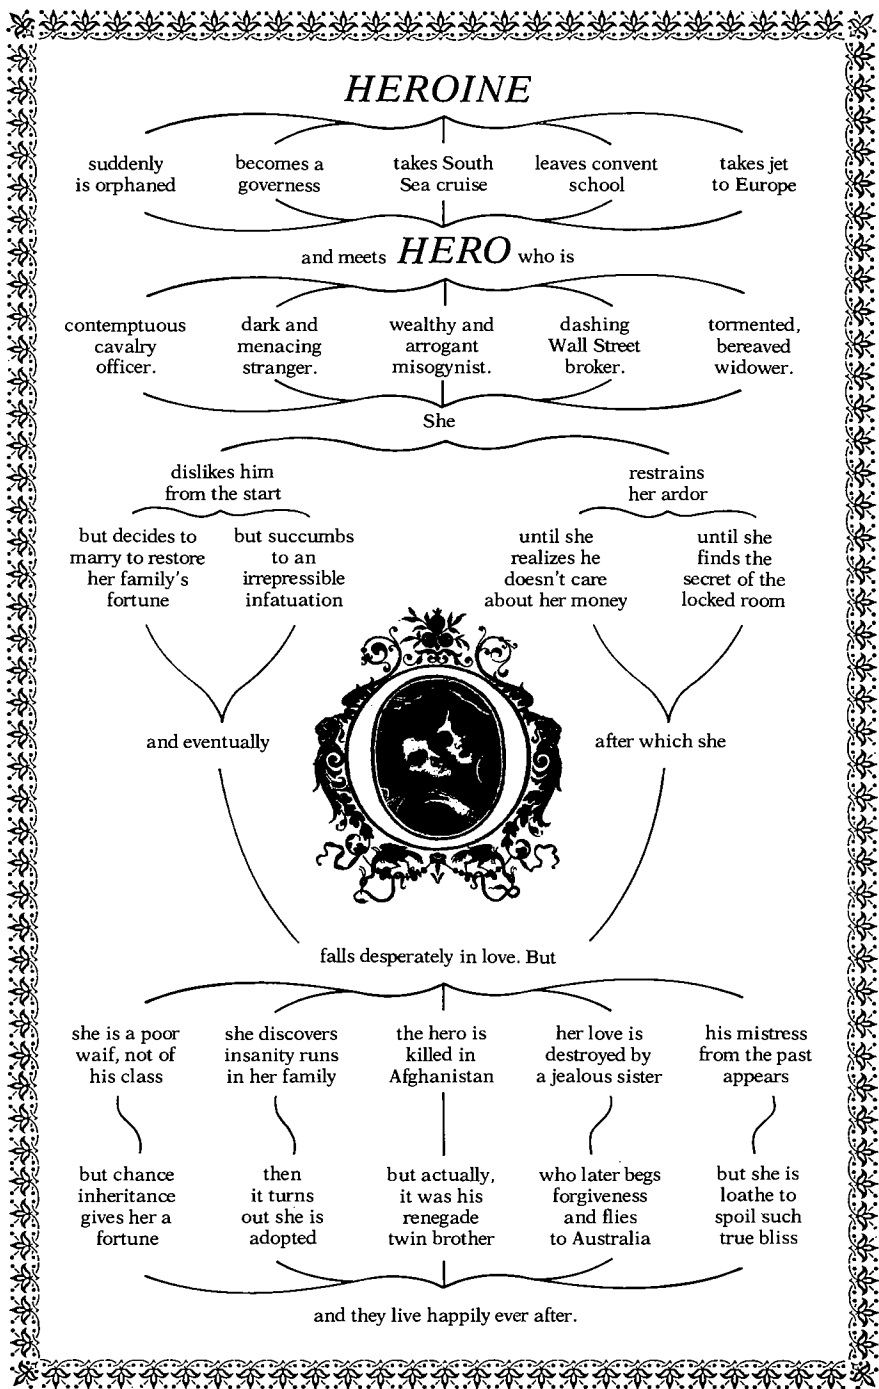 HEROINE
suddenly
is orphaned
becomes a
governess
takes South
Sea cruise
leaves convent
school
takes jet
to Europe
and meets HERO who is
contemptuous
cavalry
officer.
dark and
menacing
stranger.
wealthy and
arrogant
misogynist.
dashing
Wall Street
broker.
tormented,
bereaved
widower.
She
dislikes him
from the start
restrains
her ardor
but decides to
marry to restore
her family's
fortune
but succumbs
to an
irrepressible
infatuation
until she
realizes he
doesn't care
about her money
until she
finds the
secret of the
locked room
and eventually
after which she
falls desperately in love. But
she is a poor
waif, not of
his class
she discovers
insanity runs
in her family
the hero is
killed in
Afghanistan
her love is
destroyed by
a jealous sister
his mistress
from the past
appears
but chance
inheritance
gives her a
fortune
then
it turns
out she is
adopted
but actually,
it was his
renegade
twin brother
who later begs
forgiveness
and flies
to Australia
but she is
loathe to
spoil such
true bliss
and they live happily ever after.